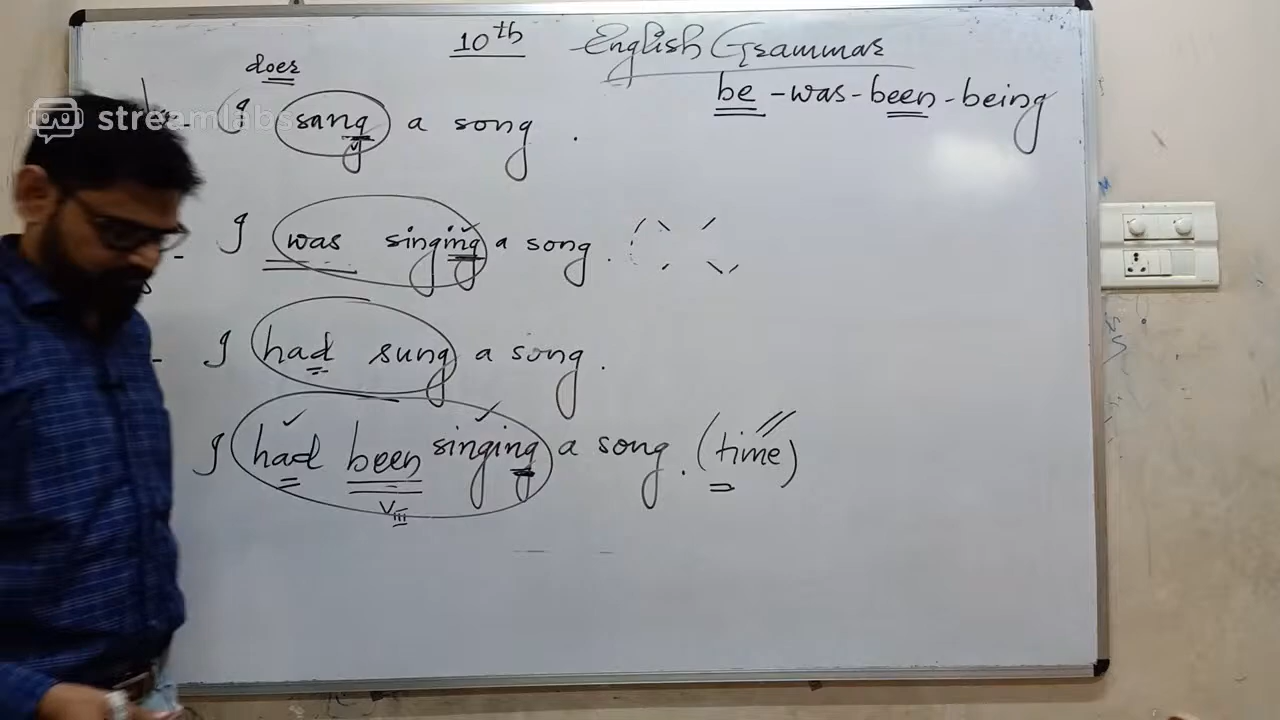 10th English Grammar
does
be - was - been - being
streamlabs
I sang a song .
I was singing a song .
I had sung a song .
I had been singing a song . (time)
VIII